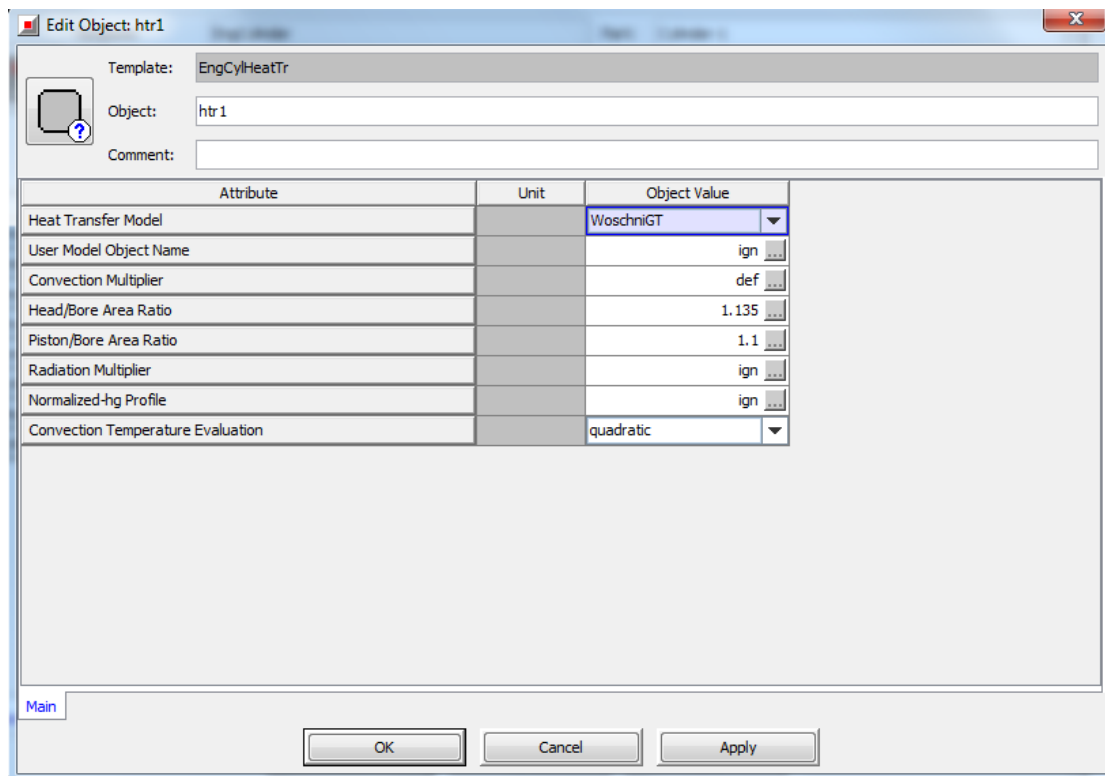 Edit Object: htr1
Template: EngCylHeatTr
Object: htr1
Comment:
Attribute Unit Object Value
Heat Transfer Model WoschniGT
User Model Object Name ign ...
Convection Multiplier def ...
Head/Bore Area Ratio 1.135 ...
Piston/Bore Area Ratio 1.1 ...
Radiation Multiplier ign ...
Normalized-hg Profile ign ...
Convection Temperature Evaluation quadratic
Main
OK Cancel Apply